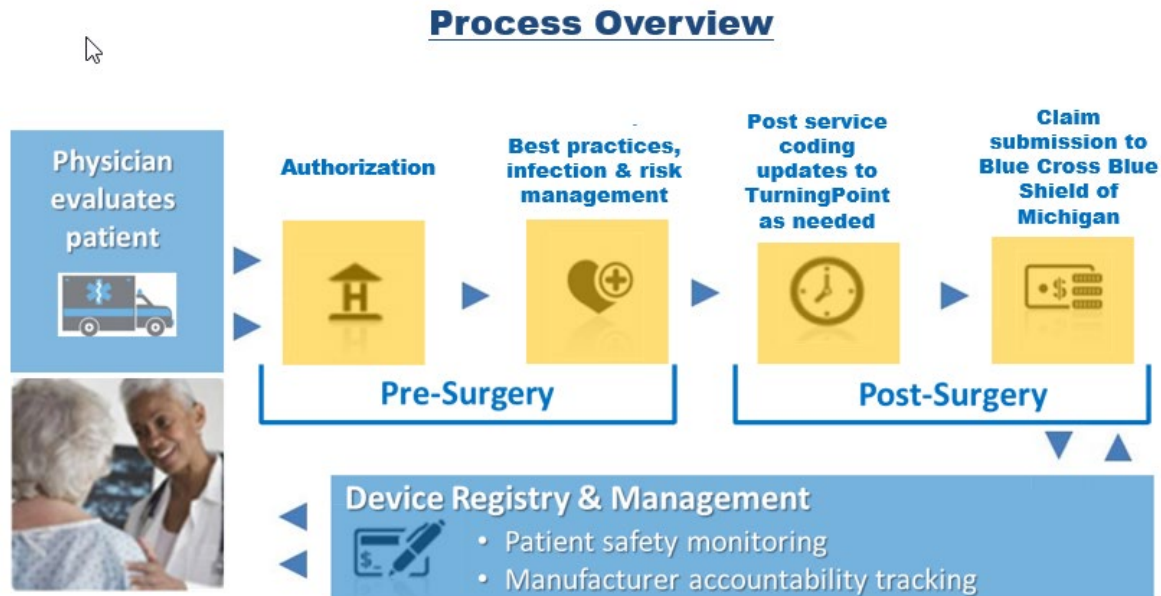 Process Overview
Physician
evaluates
patient
Authorization
Best practices,
infection & risk
management
Post service
coding
updates to
TurningPoint
as needed
Claim
submission to
Blue Cross Blue
Shield of
Michigan
H
$
Pre-Surgery
Post-Surgery
Device Registry & Management
$_
• Patient safety monitoring
• Manufacturer accountability tracking